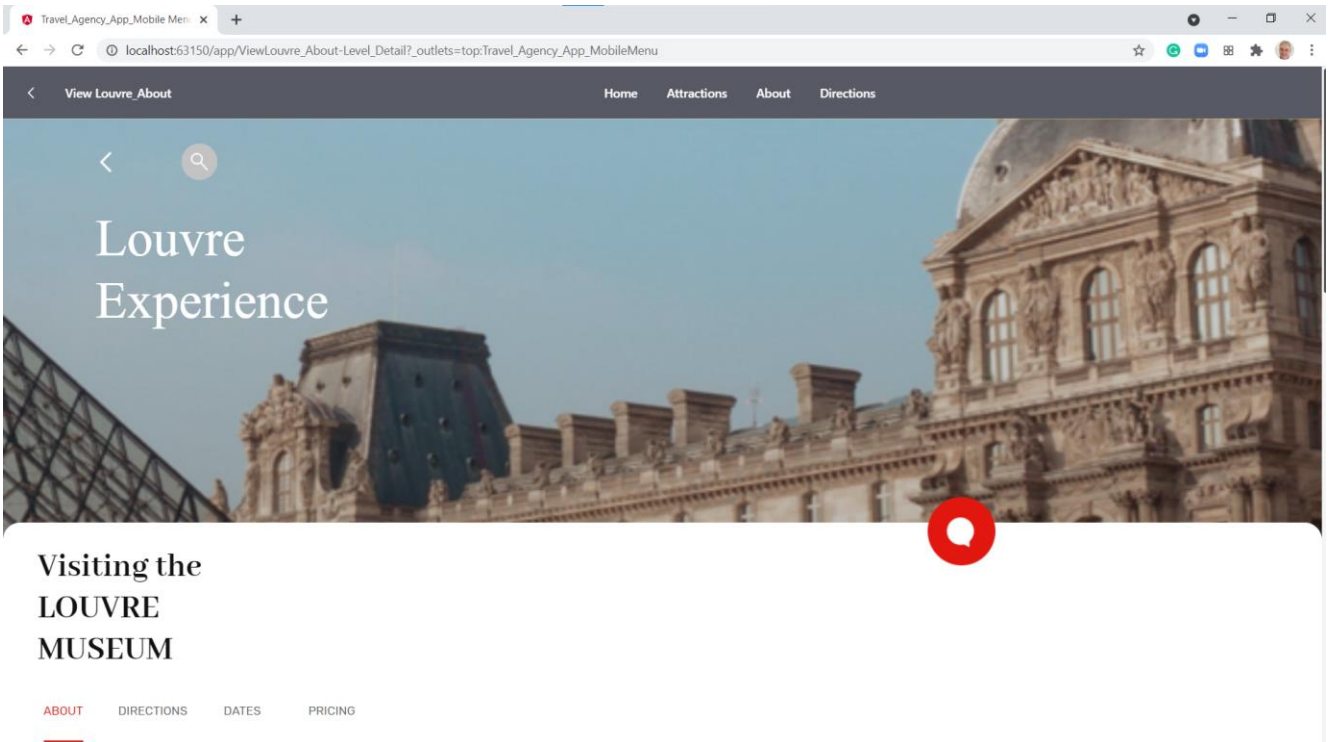 Travel_Agency_App_Mobile Men
localhost:63150/app/ViewLouvre_About-Level_Detail?_outlets=top:Travel_Agency_App_MobileMenu
View Louvre_About Home Attractions About Directions
Louvre
Experience
Visiting the
LOUVRE
MUSEUM
ABOUT DIRECTIONS DATES PRICING